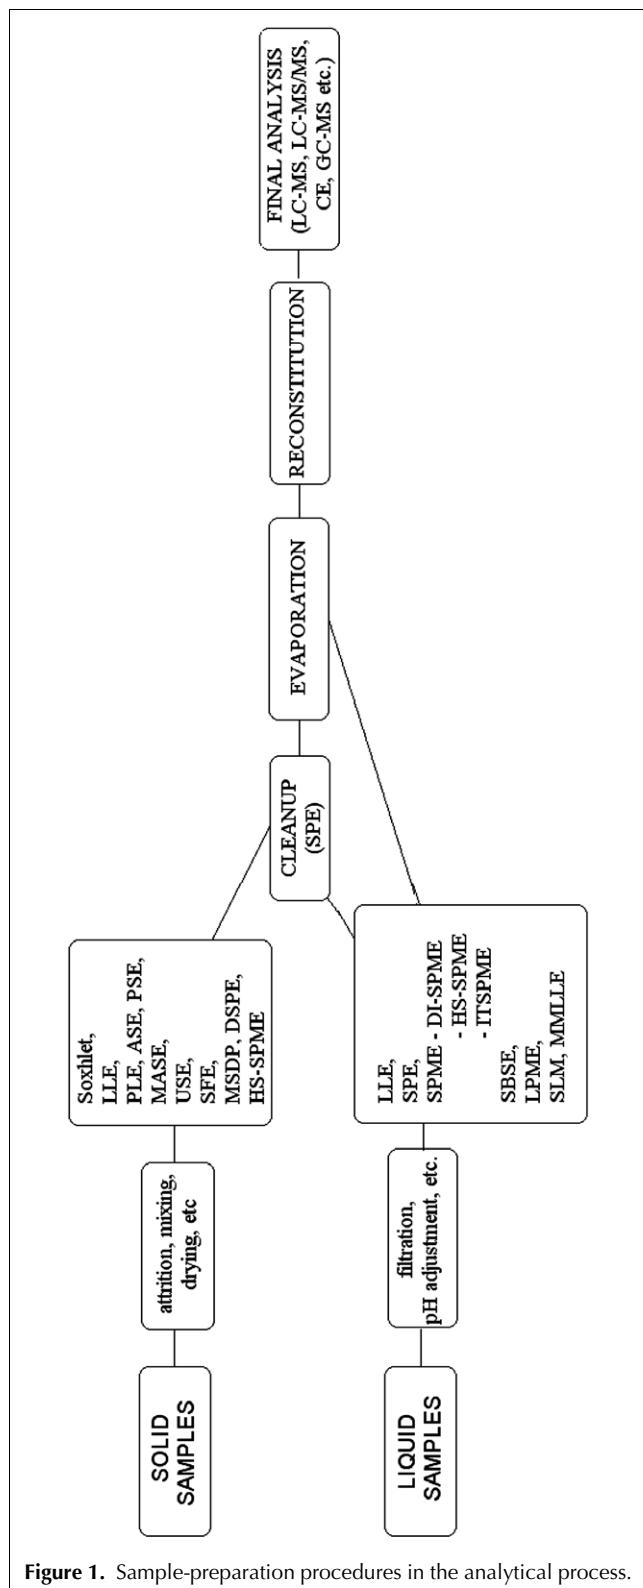 SOLID
SAMPLES
attrition, mixing,
drying, etc
Soxhlet,
LLE,
PLE, ASE, PSE,
MASE,
USE,
SFE,
MSDP, DSPE,
HS-SPME
LIQUID
SAMPLES
filtration,
pH adjustment, etc.
LLE,
SPE,
SPME - DI-SPME
- HS-SPME
- ITSPME
SBSE,
LPME,
SLM, MMLLE
CLEANUP
(SPE)
EVAPORATION
RECONSTITUTION
FINAL ANALYSIS
(LC-MS, LC-MS/MS,
CE, GC-MS etc.)
Figure 1. Sample-preparation procedures in the analytical process.